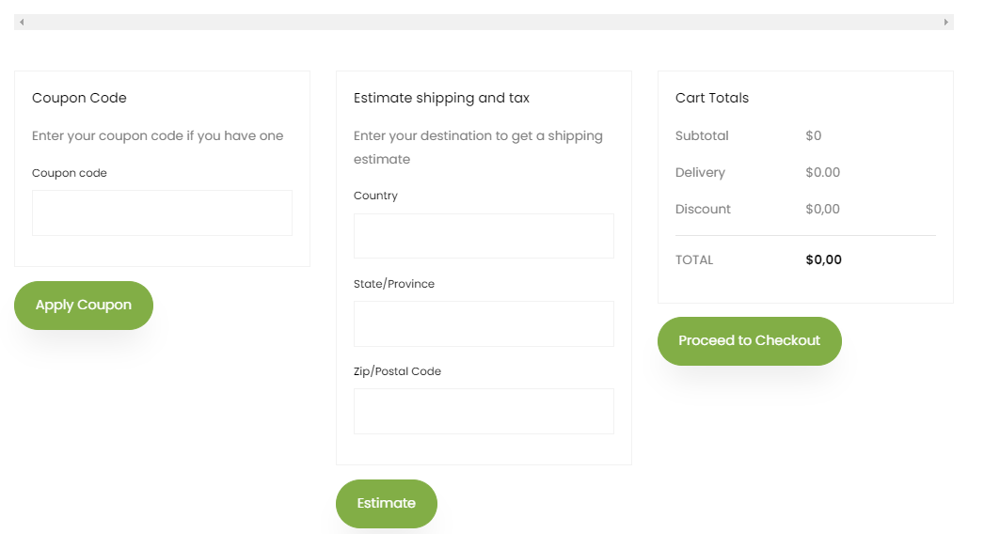 Coupon Code
Enter your coupon code if you have one
Coupon code
Apply Coupon
Estimate shipping and tax
Enter your destination to get a shipping
estimate
Country
State/Province
Zip/Postal Code
Estimate
Cart Totals
Subtotal $0
Delivery $0.00
Discount $0,00
TOTAL $0,00
Proceed to Checkout